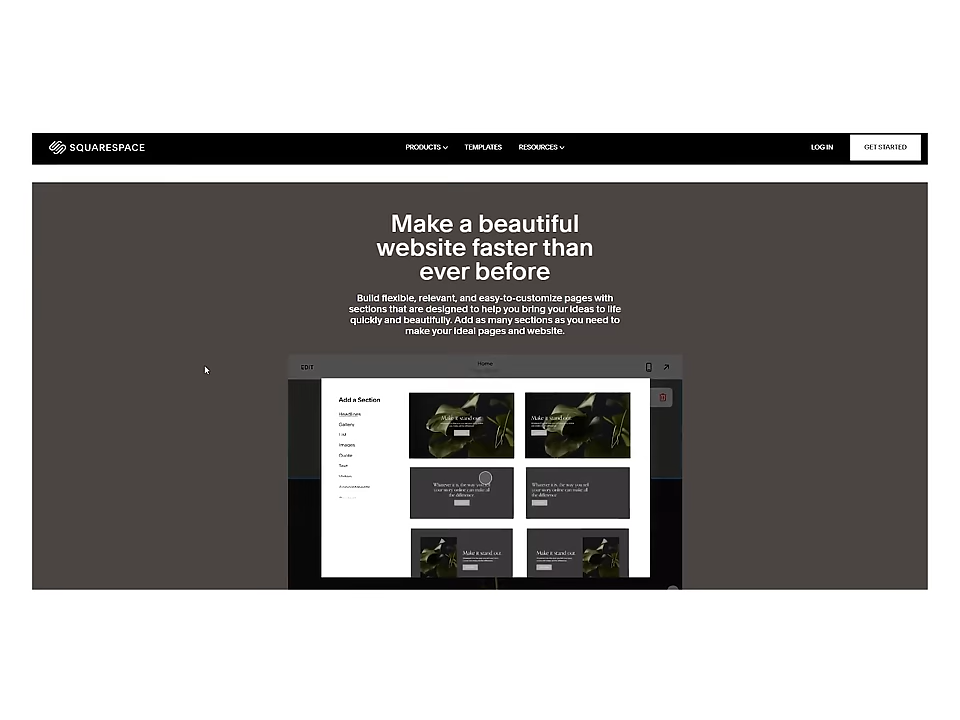 SQUARESPACE
PRODUCTS
TEMPLATES
RESOURCES
LOG IN
GET STARTED
Make a beautiful
website faster than
ever before
Build flexible, relevant, and easy-to-customize pages with
sections that are designed to help you bring your ideas to life
quickly and beautifully. Add as many sections as you need to
make your ideal pages and website.
EDIT
Home
Add a Section
Headlines
Gallery
List
Images
Quote
Text
Make it stand out
Make it stand out
Whatever it is, the way you tell
your story online can make all
the difference
Whatever it is, the way you tell
your story online can make all
the difference
Make it stand out
Make it stand out